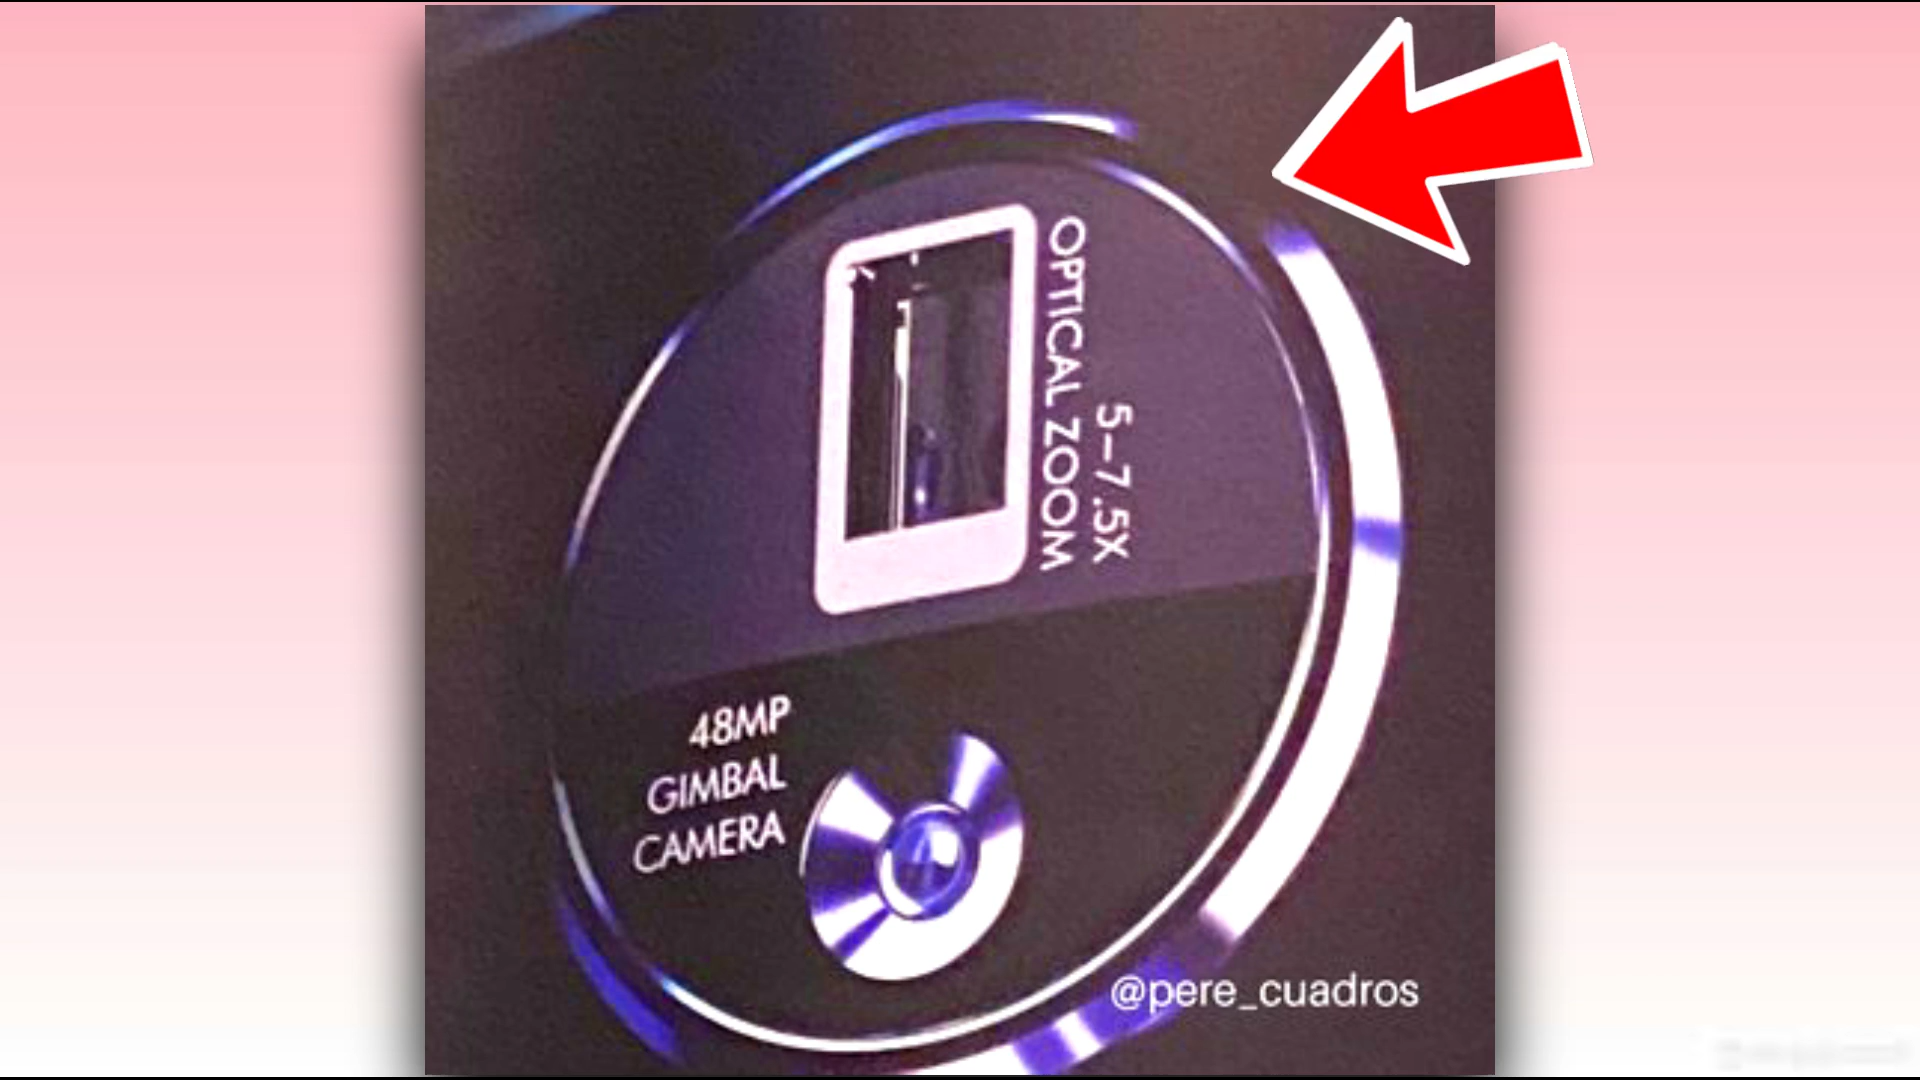 OPTICAL ZOOM
5–7.5X
48MP
GIMBAL
CAMERA
@pere_cuadros